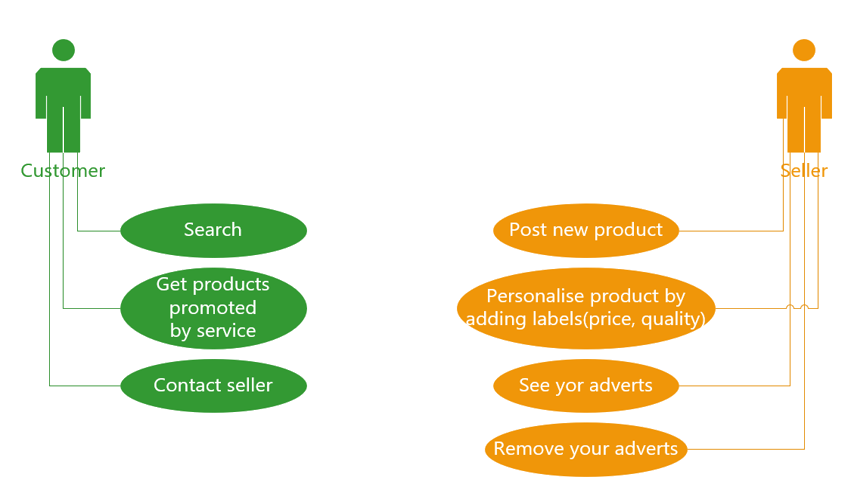 Customer
Seller
Search
Get products
promoted
by service
Contact seller
Post new product
Personalise product by
adding labels(price, quality)
See yor adverts
Remove your adverts